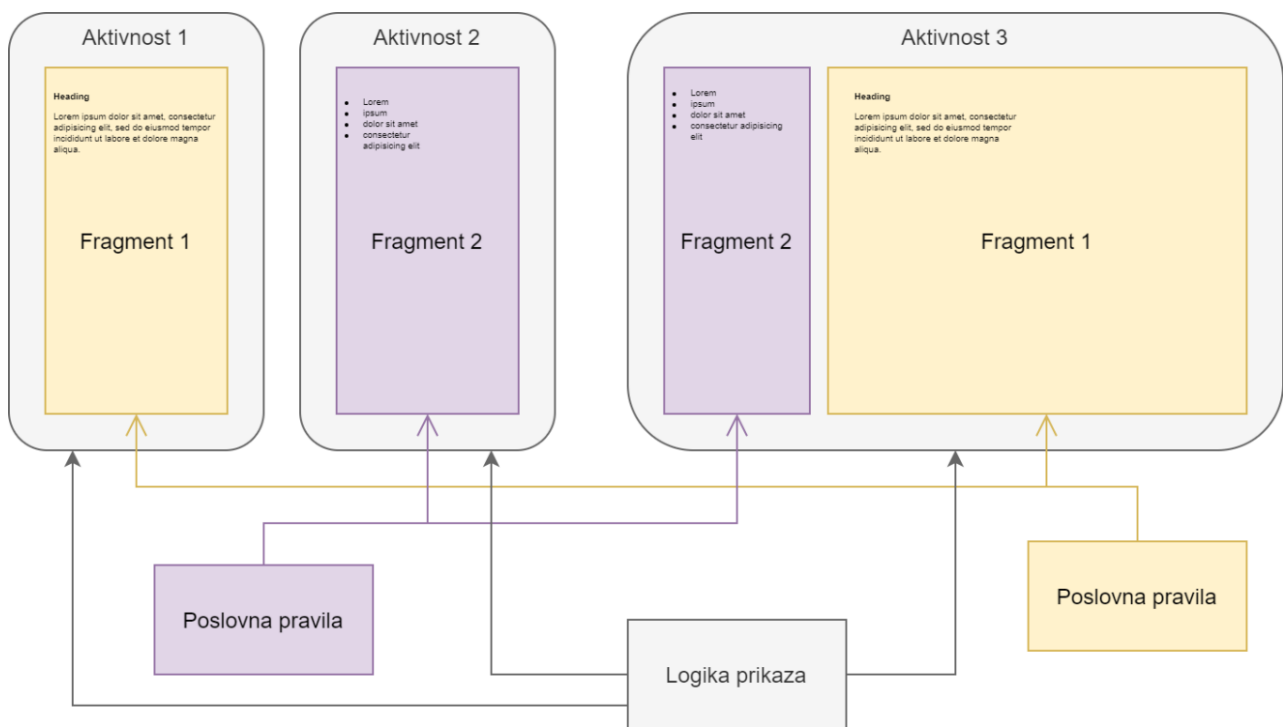 Aktivnost 1
Heading
Lorem ipsum dolor sit amet, consectetur
adipisicing elit, sed do eiusmod tempor
incididunt ut labore et dolore magna
aliqua.
Fragment 1
Aktivnost 2
Lorem
ipsum
dolor sit amet
consectetur
adipisicing elit
Fragment 2
Aktivnost 3
Lorem
ipsum
dolor sit amet
consectetur adipisicing
elit
Fragment 2
Heading
Lorem ipsum dolor sit amet, consectetur
adipisicing elit, sed do eiusmod tempor
incididunt ut labore et dolore magna
aliqua.
Fragment 1
Poslovna pravila
Logika prikaza
Poslovna pravila